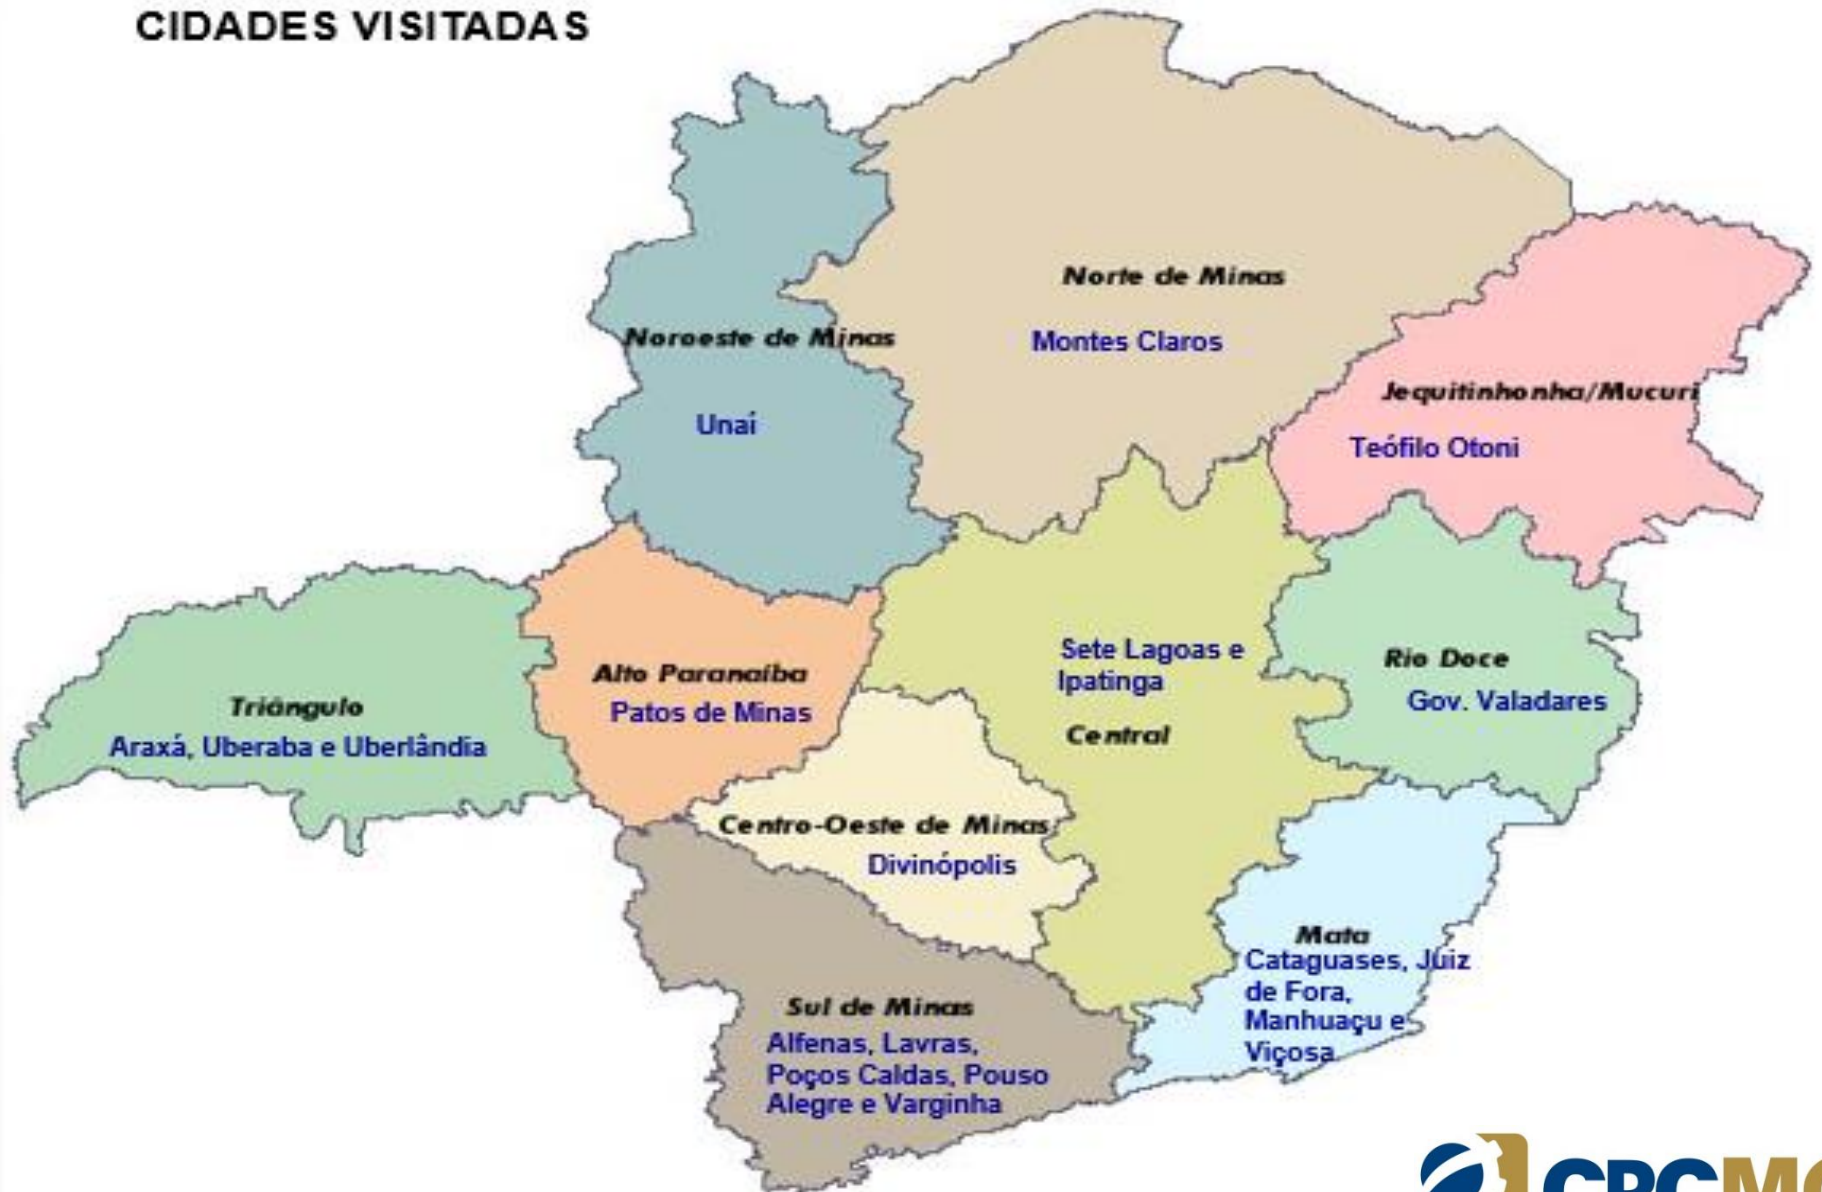 CIDADES VISITADAS
Norte de Minas
Montes Claros
Noroeste de Minas
Unaí
Jequitinhonha/Mucuri
Teófilo Otoni
Sete Lagoas e
Ipatinga
Central
Rio Doce
Gov. Valadares
Alto Paranaíba
Patos de Minas
Triângulo
Araxá, Uberaba e Uberlândia
Centro-Oeste de Minas
Divinópolis
Mata
Cataguases, Juiz
de Fora,
Manhuaçu e
Viçosa
Sul de Minas
Alfenas, Lavras,
Poços Caldas, Pouso
Alegre e Varginha